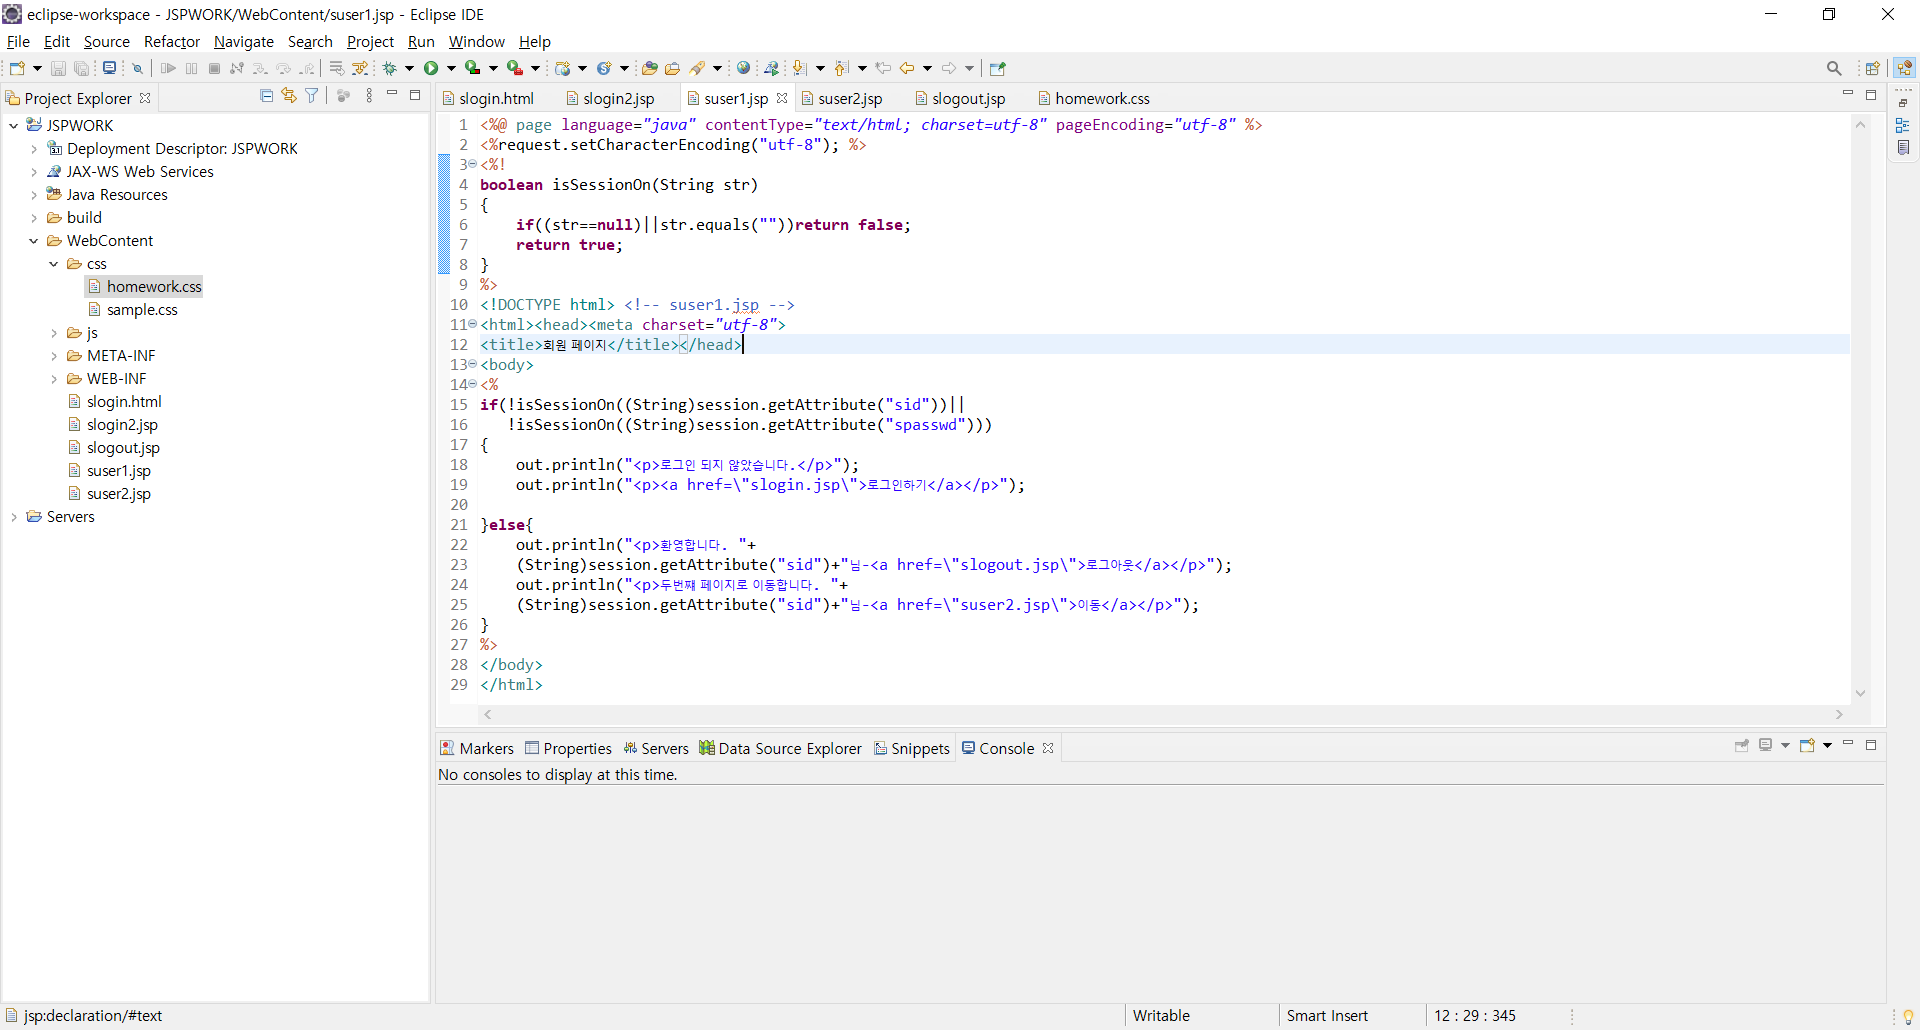 eclipse-workspace - JSPWORK/WebContent/suser1.jsp - Eclipse IDE
File Edit Source Refactor Navigate Search Project Run Window Help
Project Explorer
JSPWORK
Deployment Descriptor: JSPWORK
JAX-WS Web Services
Java Resources
build
WebContent
css
homework.css
sample.css
js
META-INF
WEB-INF
slogin.html
slogin2.jsp
slogout.jsp
suser1.jsp
suser2.jsp
Servers
slogin.html slogin2.jsp suser1.jsp suser2.jsp slogout.jsp homework.css
1 <%@ page language="java" contentType="text/html; charset=utf-8" pageEncoding="utf-8" %>
2 <%request.setCharacterEncoding("utf-8"); %>
3 <%!
4 boolean isSessionOn(String str)
5 {
6     if((str==null)||str.equals(""))return false;
7     return true;
8 }
9 %>
10 <!DOCTYPE html> <!-- suser1.jsp -->
11 <html><head><meta charset="utf-8">
12 <title>회원 페이지</title></head>
13 <body>
14 <%
15 if(!isSessionOn((String)session.getAttribute("sid"))||
16    !isSessionOn((String)session.getAttribute("spasswd")))
17 {
18     out.println("<p>로그인 되지 않았습니다.</p>");
19     out.println("<p><a href=\"slogin.jsp\">로그인하기</a></p>");
20
21 }else{
22     out.println("<p>환영합니다. "+
23     (String)session.getAttribute("sid")+"님-<a href=\"slogout.jsp\">로그아웃</a></p>");
24     out.println("<p>두번째 페이지로 이동합니다. "+
25     (String)session.getAttribute("sid")+"님-<a href=\"suser2.jsp\">이동</a></p>");
26 }
27 %>
28 </body>
29 </html>
Markers Properties Servers Data Source Explorer Snippets Console
No consoles to display at this time.
jsp:declaration/#text Writable Smart Insert 12 : 29 : 345